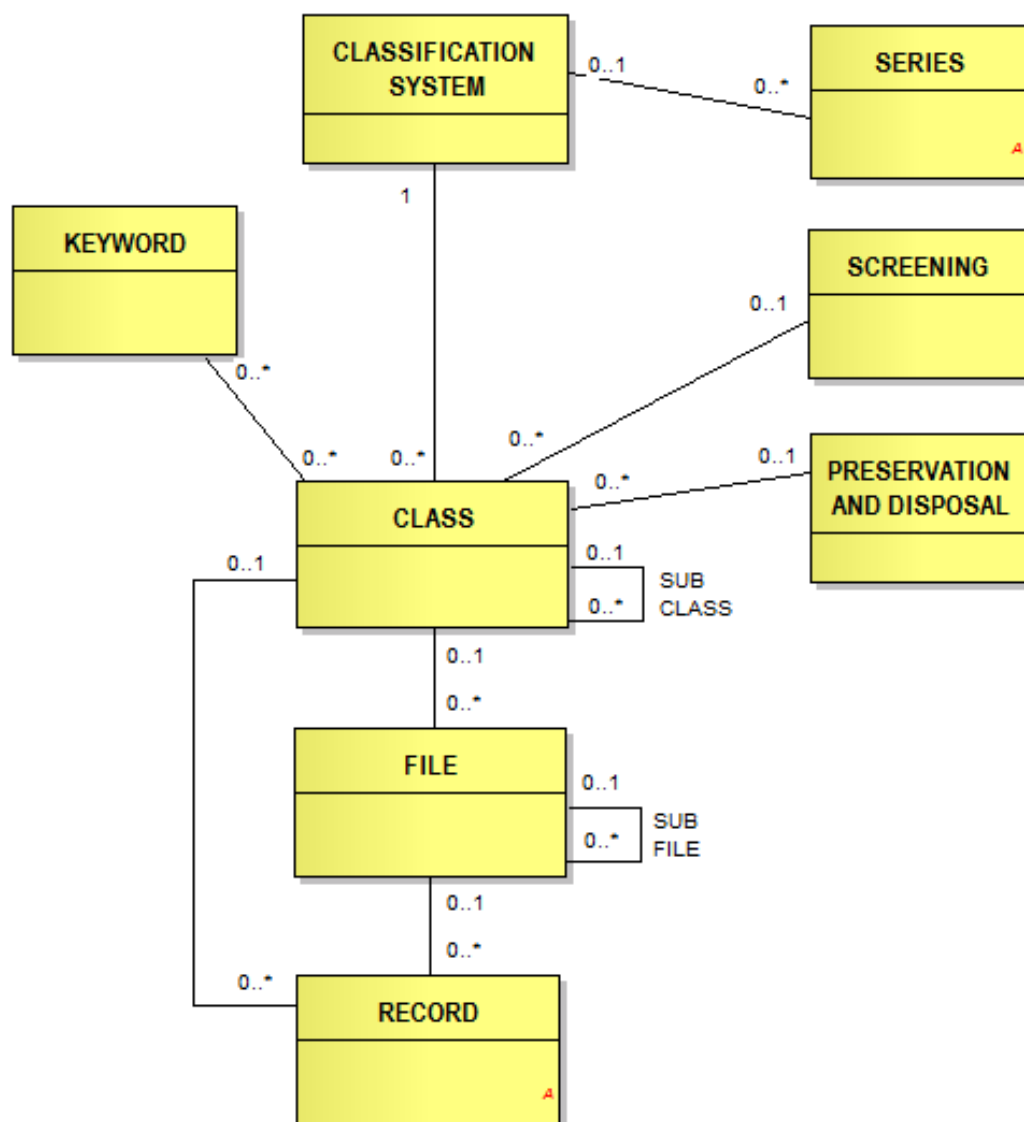 CLASSIFICATION
SYSTEM
0..1
0..*
SERIES
A
1
KEYWORD
0..*
SCREENING
0..1
0..*
0..*
0..*
0..*
0..1
PRESERVATION
AND DISPOSAL
CLASS
0..1
0..1
0..*
SUB
CLASS
0..1
0..*
FILE
0..1
0..*
SUB
FILE
0..1
0..*
0..*
RECORD
A